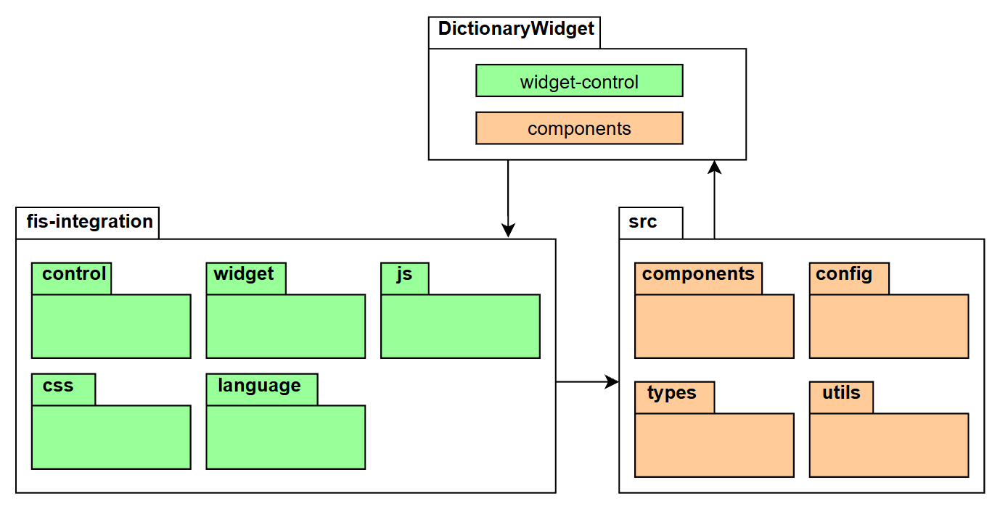 DictionaryWidget
widget-control
components
fis-integration
control
widget
js
css
language
src
components
config
types
utils